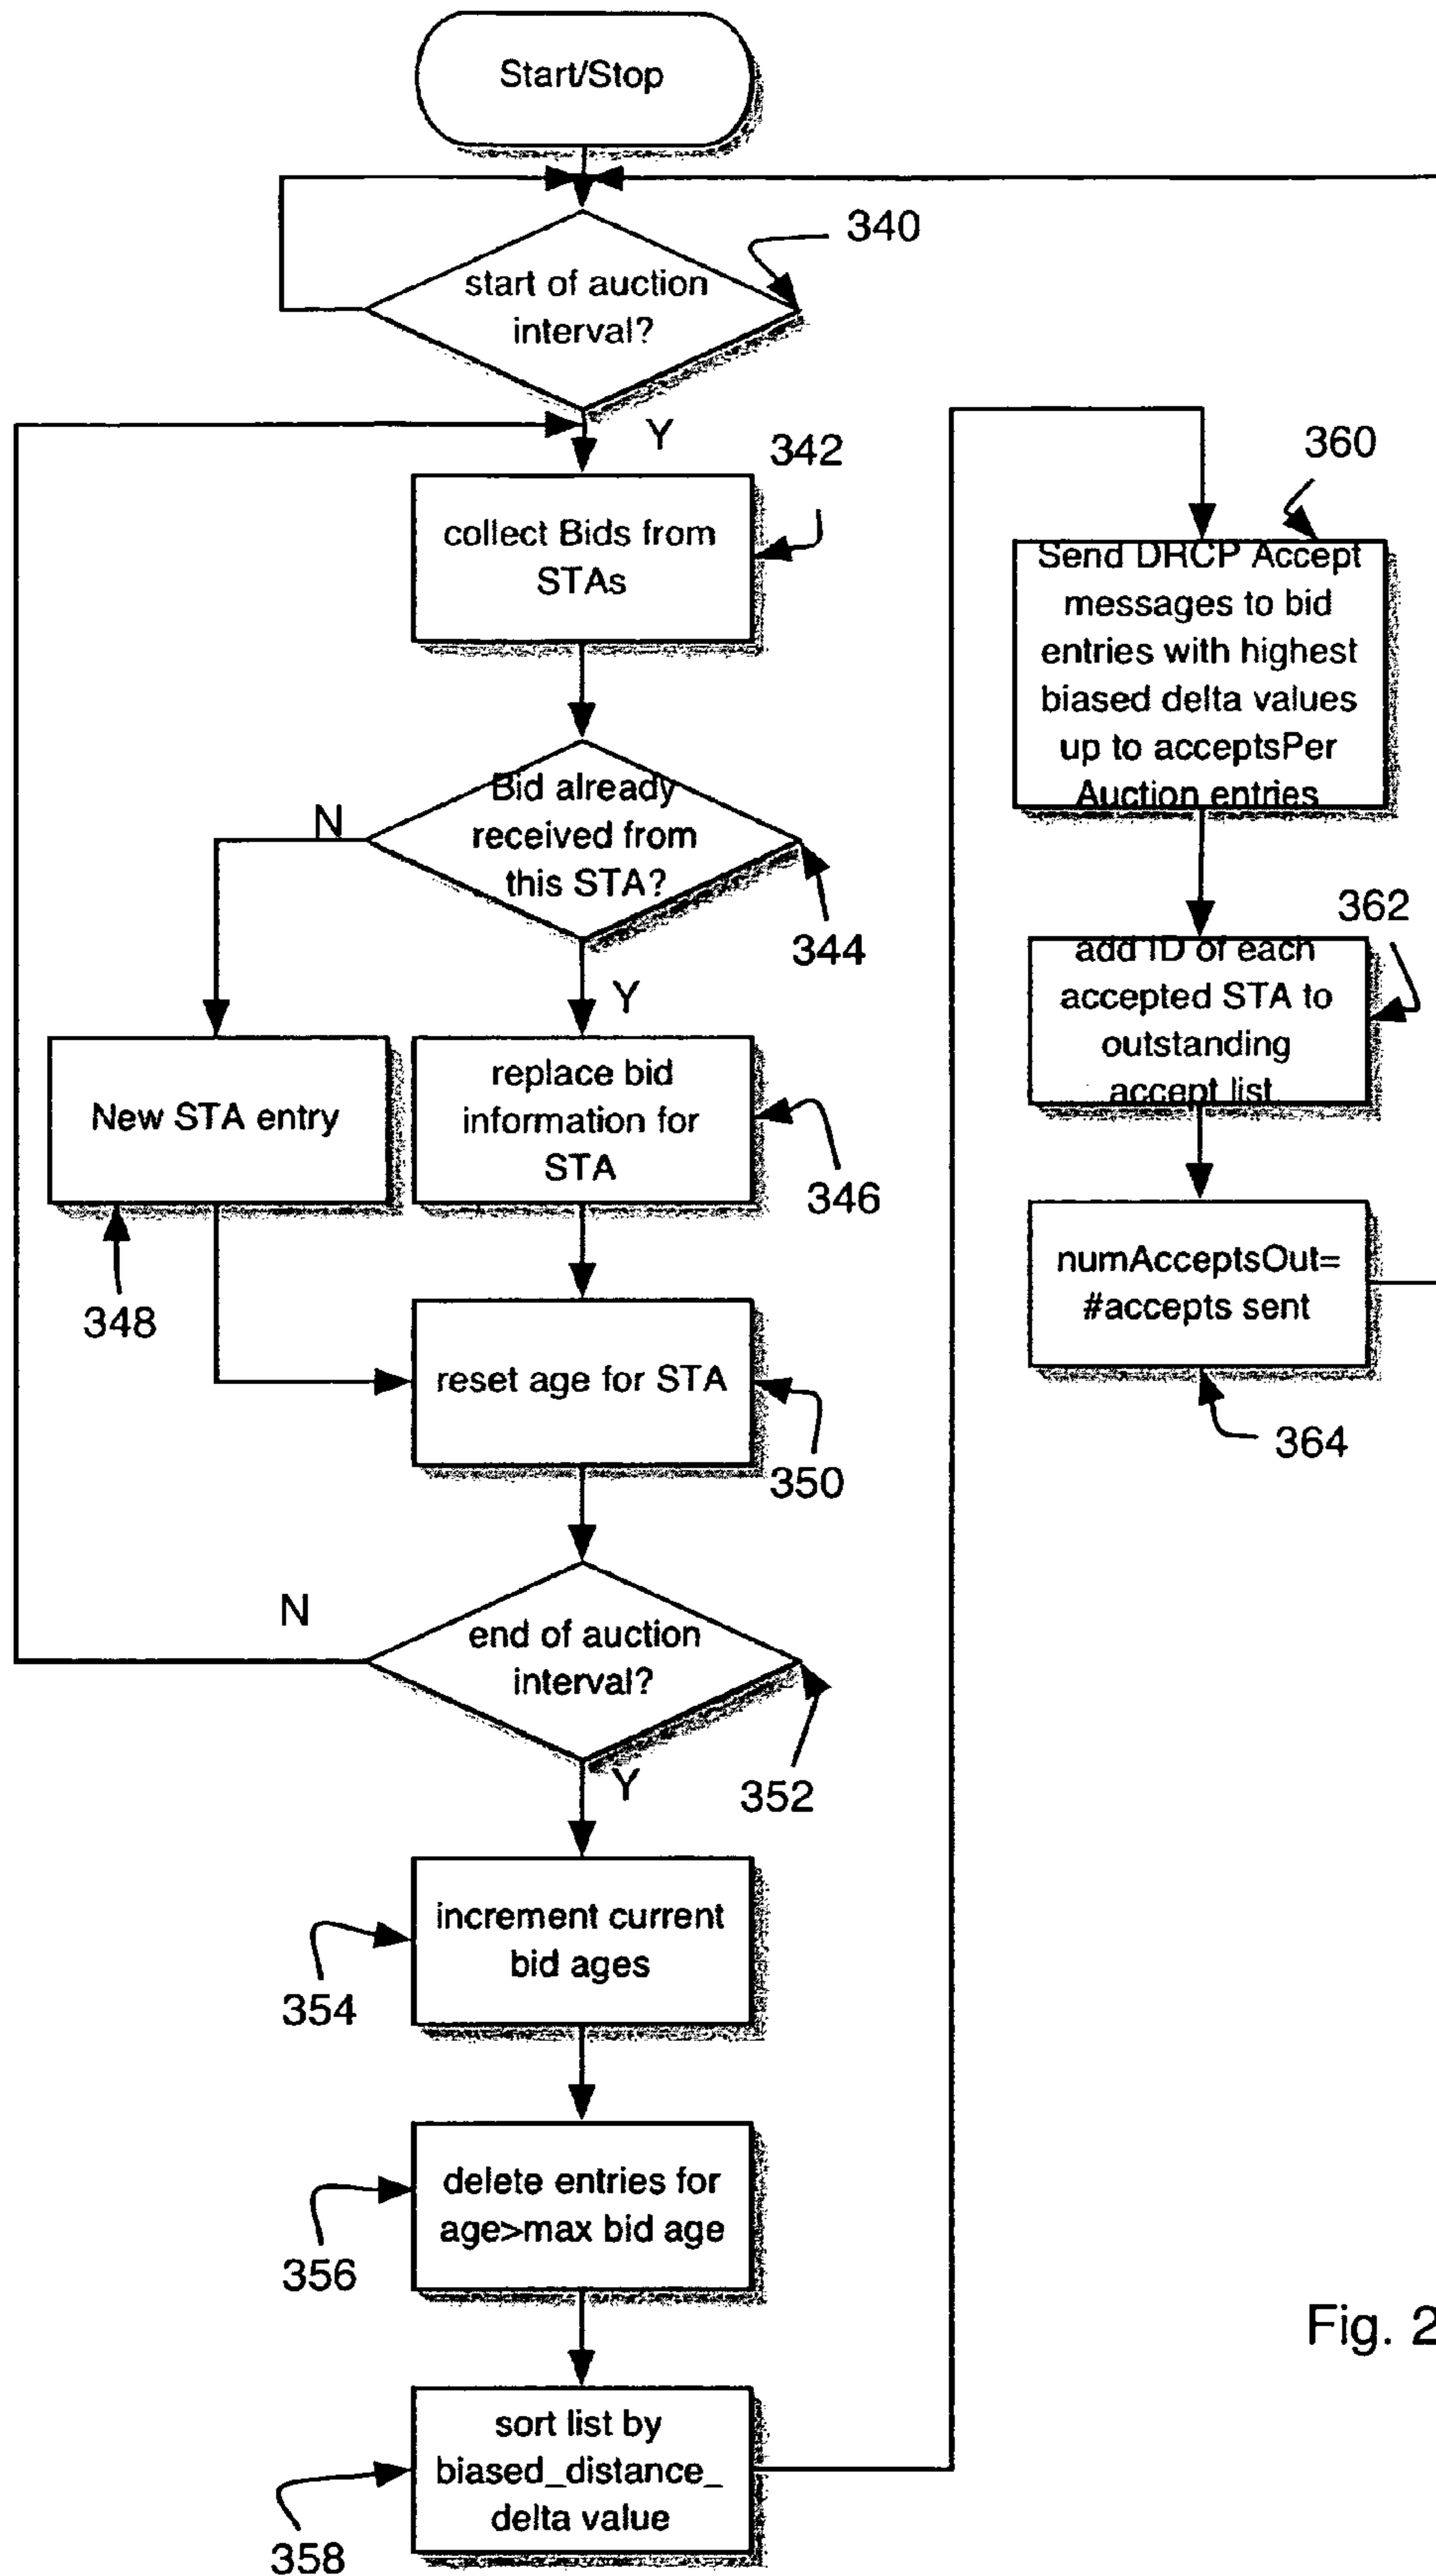 Start/Stop
340
start of auction
interval?
Y
342
collect Bids from
STAs
Bid already
received from
this STA?
N
344
Y
New STA entry
348
replace bid
information for
STA
346
reset age for STA
350
N
end of auction
interval?
352
Y
increment current
bid ages
354
delete entries for
age>max bid age
356
sort list by
biased_distance_
delta value
358
360
Send DRCP Accept
messages to bid
entries with highest
biased delta values
up to acceptsPer
Auction entries
362
add ID of each
accepted STA to
outstanding
accept list
numAcceptsOut=
#accepts sent
364
Fig. 2